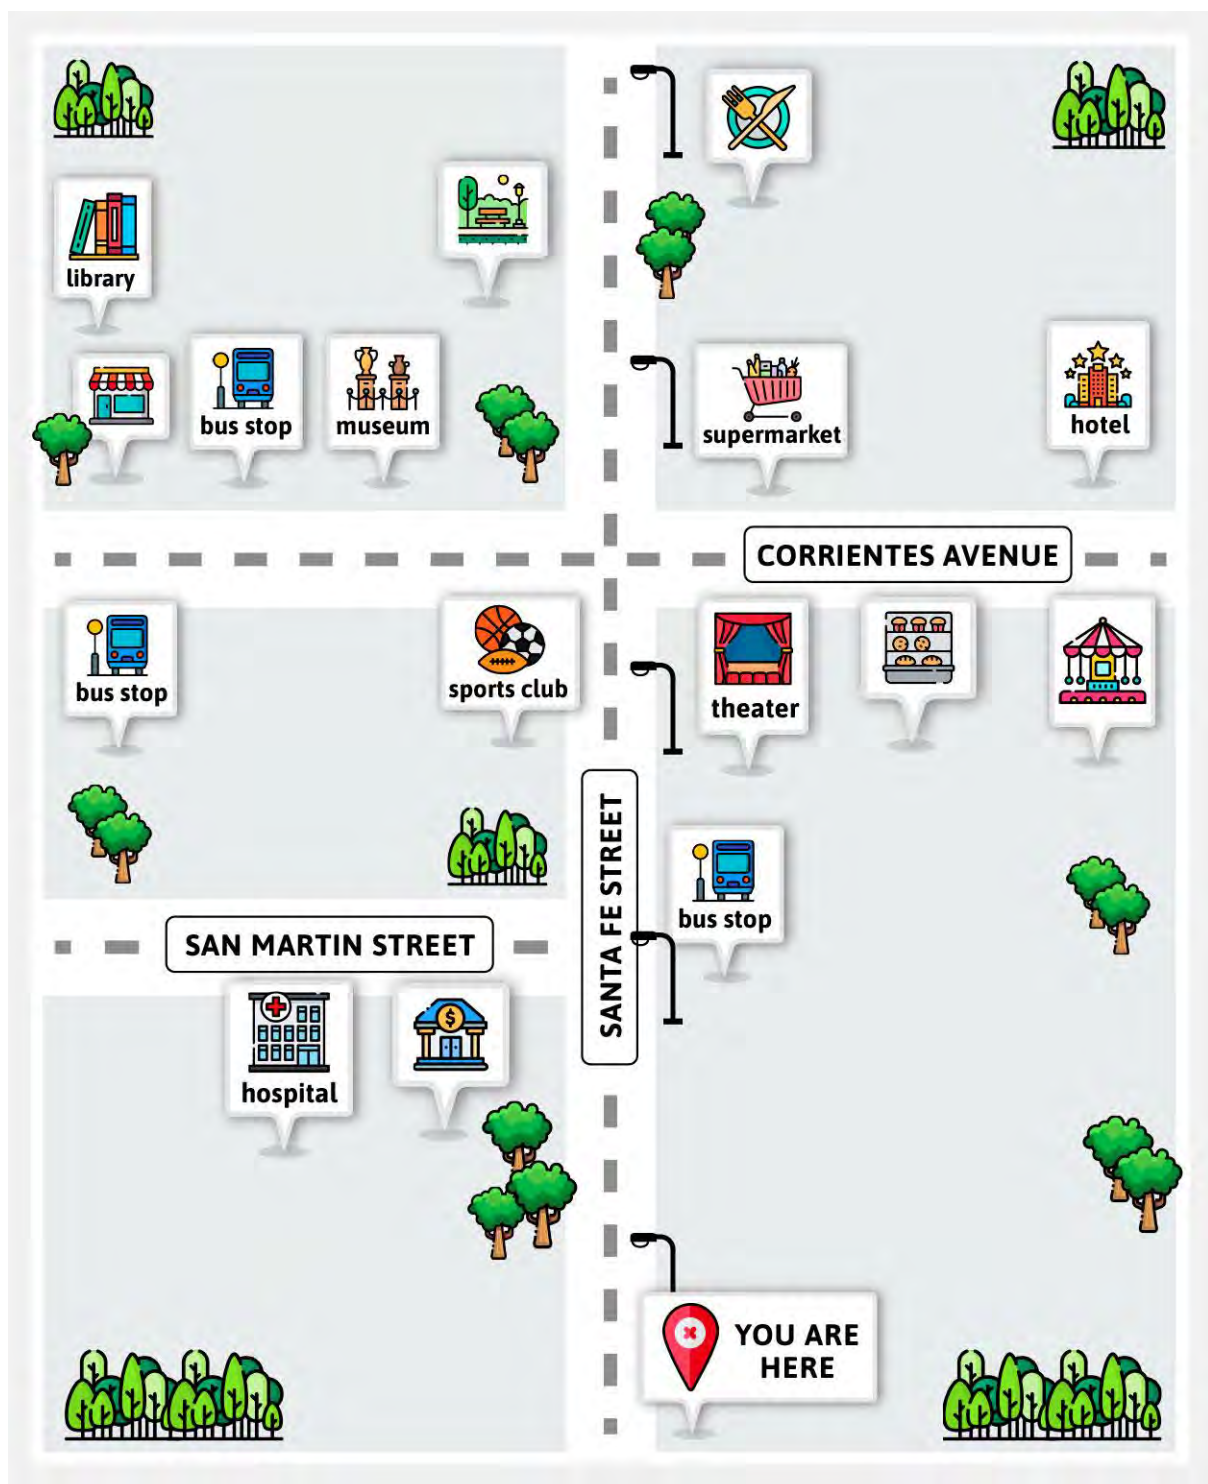 library
bus stop
museum
supermarket
hotel
CORRIENTES AVENUE
bus stop
sports club
theater
SANTA FE STREET
bus stop
SAN MARTIN STREET
$
hospital
YOU ARE
HERE